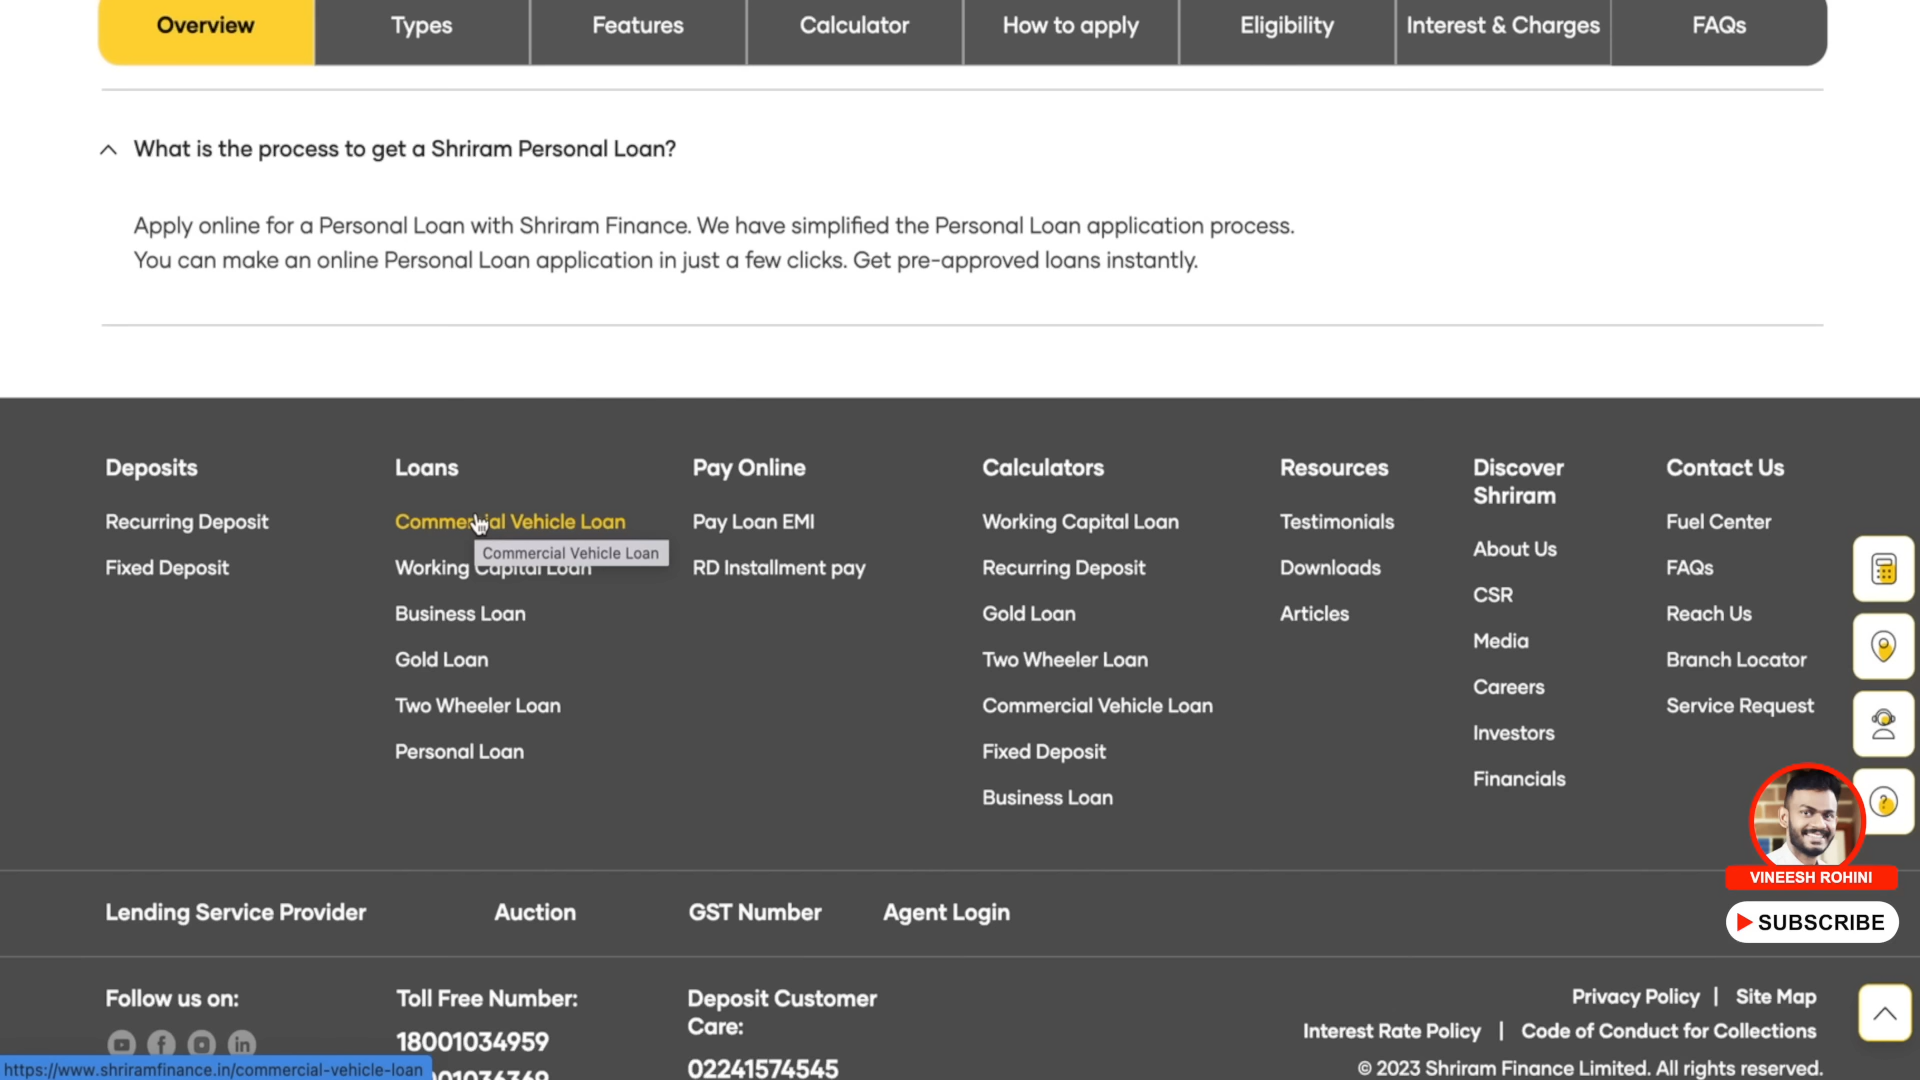 Overview
Types
Features
Calculator
How to apply
Eligibility
Interest & Charges
FAQs
What is the process to get a Shriram Personal Loan?
Apply online for a Personal Loan with Shriram Finance. We have simplified the Personal Loan application process.
You can make an online Personal Loan application in just a few clicks. Get pre-approved loans instantly.
Deposits
Recurring Deposit
Fixed Deposit
Loans
Commercial Vehicle Loan
Commercial Vehicle Loan
Working Capital Loan
Business Loan
Gold Loan
Two Wheeler Loan
Personal Loan
Pay Online
Pay Loan EMI
RD Installment pay
Calculators
Working Capital Loan
Recurring Deposit
Gold Loan
Two Wheeler Loan
Commercial Vehicle Loan
Fixed Deposit
Business Loan
Resources
Testimonials
Downloads
Articles
Discover
Shriram
About Us
CSR
Media
Careers
Investors
Financials
Contact Us
Fuel Center
FAQs
Reach Us
Branch Locator
Service Request
VINEESH ROHINI
SUBSCRIBE
Lending Service Provider
Auction
GST Number
Agent Login
Follow us on:
Toll Free Number:
18001034959
Deposit Customer
Care:
02241574545
Privacy Policy | Site Map
Interest Rate Policy | Code of Conduct for Collections
© 2023 Shriram Finance Limited. All rights reserved.
https://www.shriramfinance.in/commercial-vehicle-loan